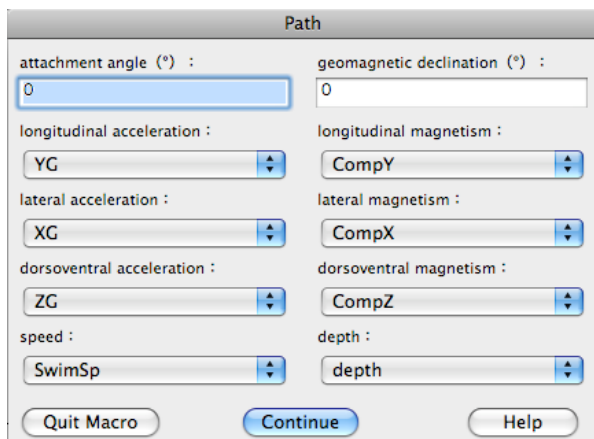 Path
attachment angle (°) :
geomagnetic declination (°) :
0
0
longitudinal acceleration :
longitudinal magnetism :
YG
CompY
lateral acceleration :
lateral magnetism :
XG
CompX
dorsoventral acceleration :
dorsoventral magnetism :
ZG
CompZ
speed :
depth :
SwimSp
depth
Quit Macro
Continue
Help